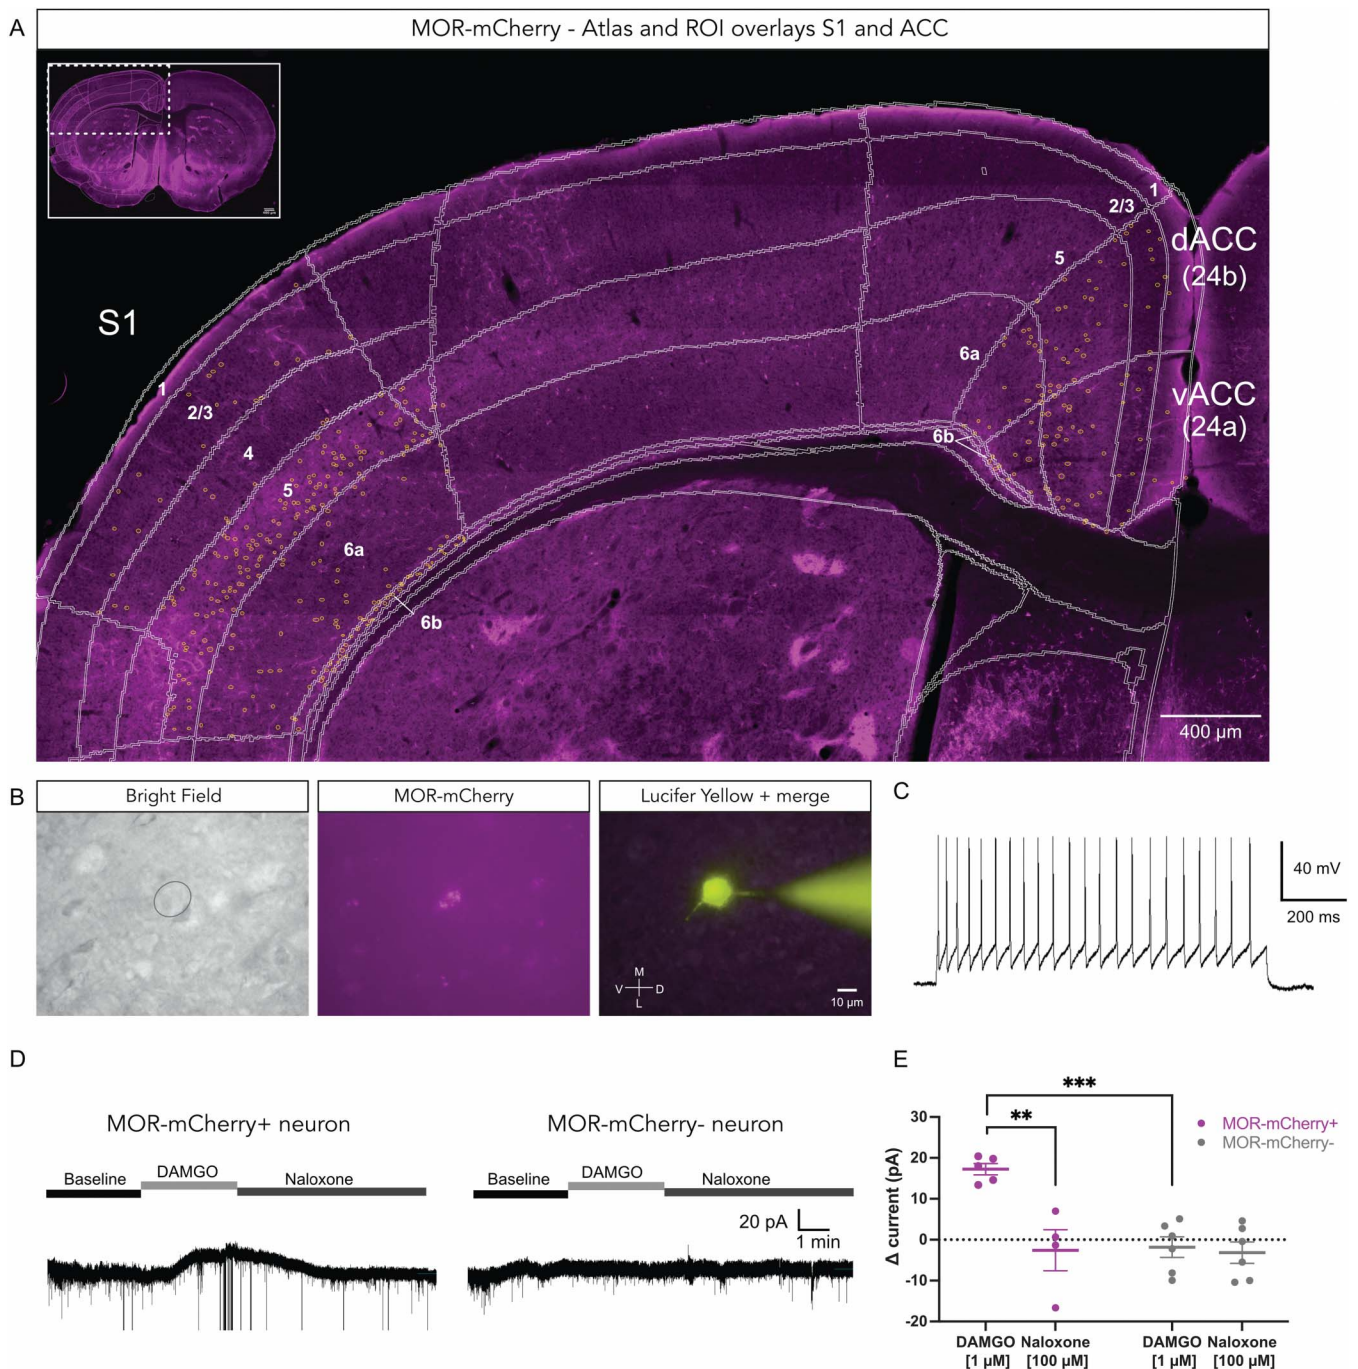 A
MOR-mCherry - Atlas and ROI overlays S1 and ACC
S1
1
2/3
4
5
6a
6b
1
2/3
5
6a
6b
dACC
(24b)
vACC
(24a)
400 µm
B
Bright Field
MOR-mCherry
Lucifer Yellow + merge
M
V D
L
10 µm
C
40 mV
200 ms
D
MOR-mCherry+ neuron
Baseline
DAMGO
Naloxone
MOR-mCherry- neuron
Baseline
DAMGO
Naloxone
20 pA
1 min
E
***
**
MOR-mCherry+
MOR-mCherry-
Δ current (pA)
30
20
10
0
-10
-20
DAMGO
[1 µM]
Naloxone
[100 µM]
DAMGO
[1 µM]
Naloxone
[100 µM]